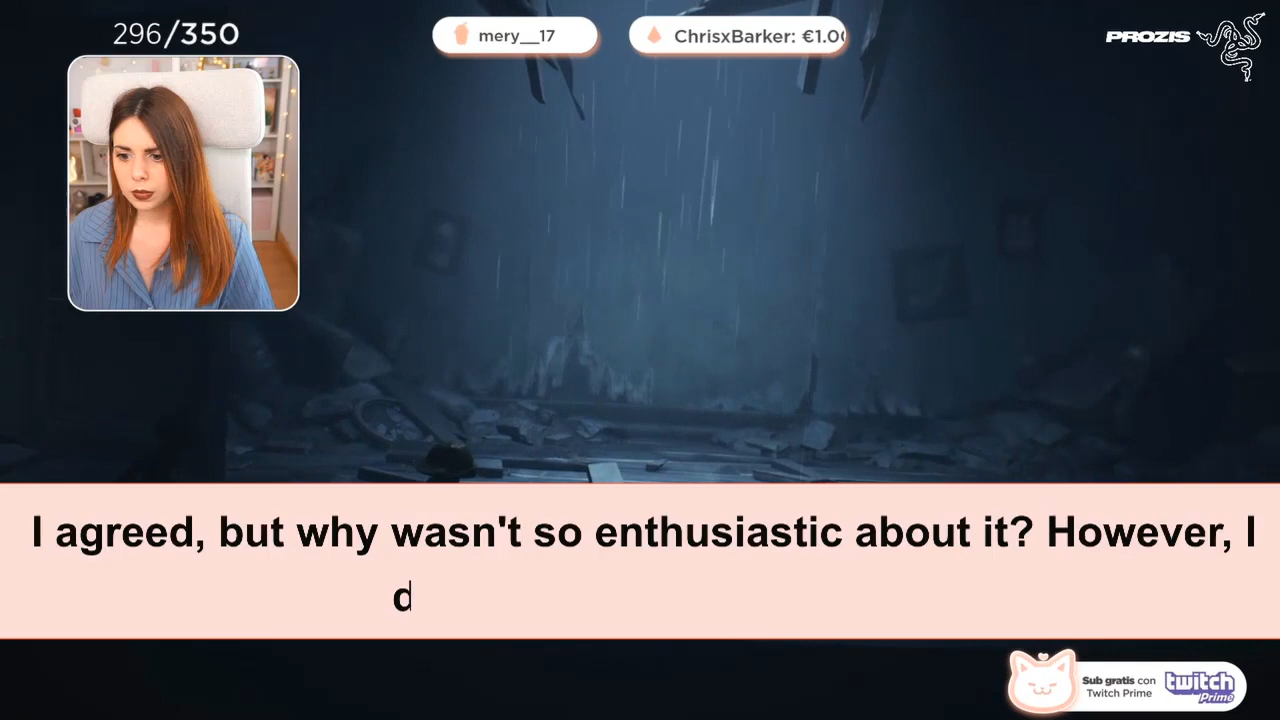 296/350
mery__17
ChrisxBarker: €1.0
PROZIS
I agreed, but why wasn't so enthusiastic about it? However, I
d
Sub gratis con
Twitch Prime
twitch
Prime